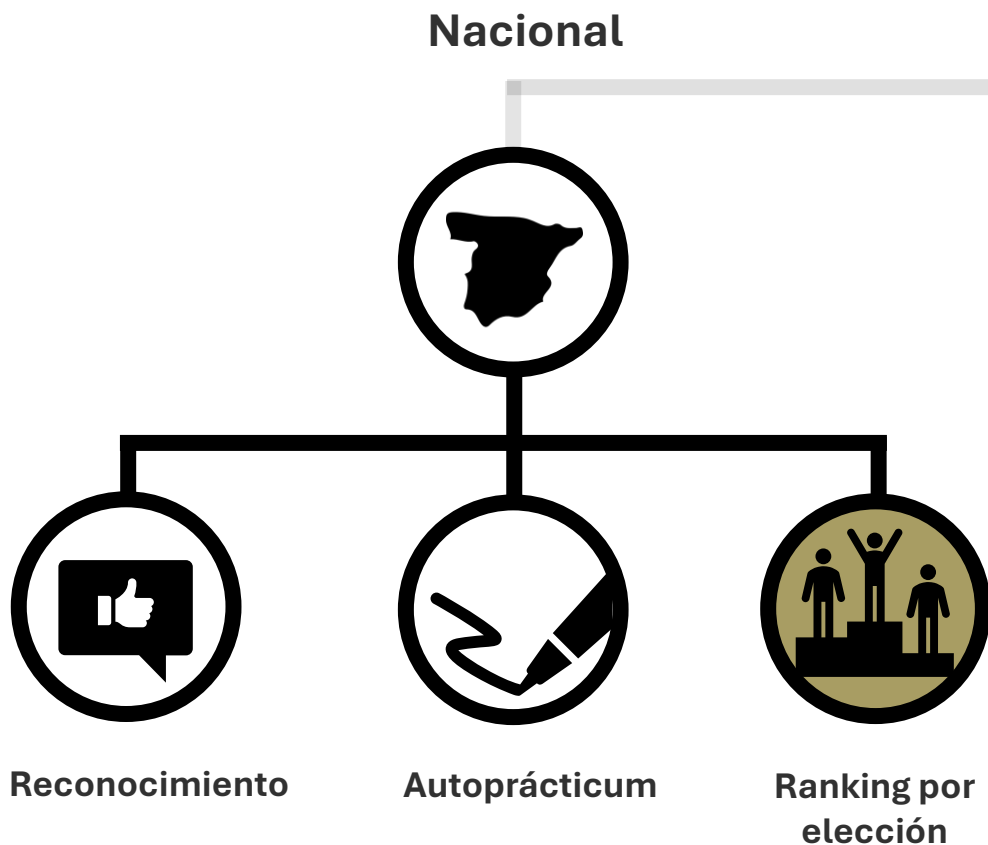 Nacional
Reconocimiento
Autoprácticum
Ranking por
elección